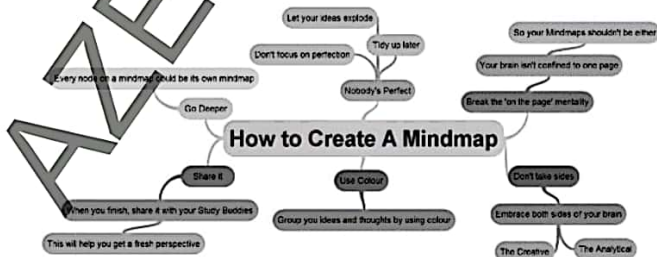 Let your ideas explode
Don't focus on perfection
Tidy up later
Nobody's Perfect
So your Mindmaps shouldn't be either
Your brain isn't confined to one page
Break the 'on the page' mentality
Every node on a mindmap could be its own mindmap
Go Deeper
How to Create A Mindmap
Share it
When you finish, share it with your Study Buddies
This will help you get a fresh perspective
Use Colour
Group you ideas and thoughts by using colour
Don't take sides
Embrace both sides of your brain
The Creative
The Analytical
AZE